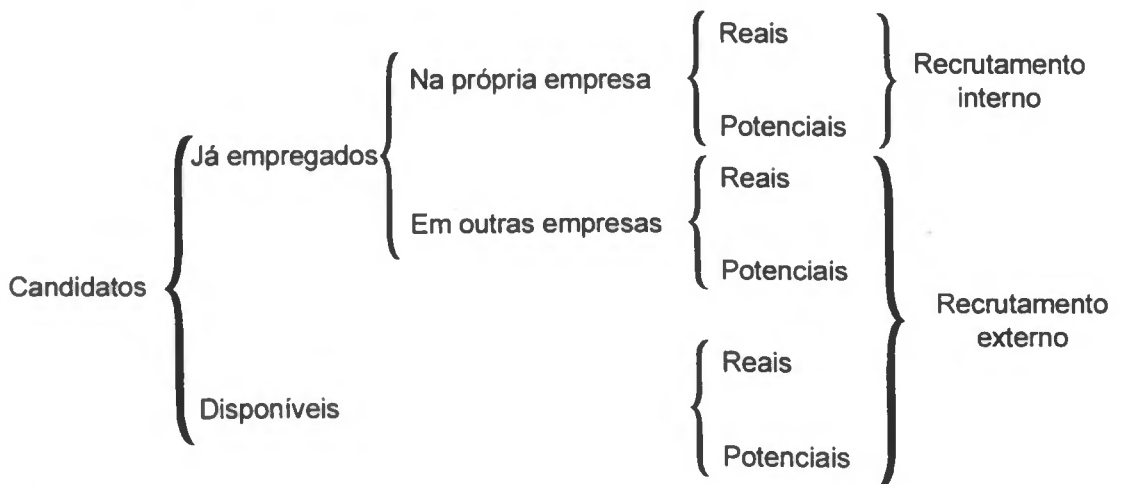 Candidatos
Já empregados
Na própria empresa
Reais
Potenciais
Recrutamento
interno
Em outras empresas
Reais
Potenciais
Disponíveis
Reais
Potenciais
Recrutamento
externo